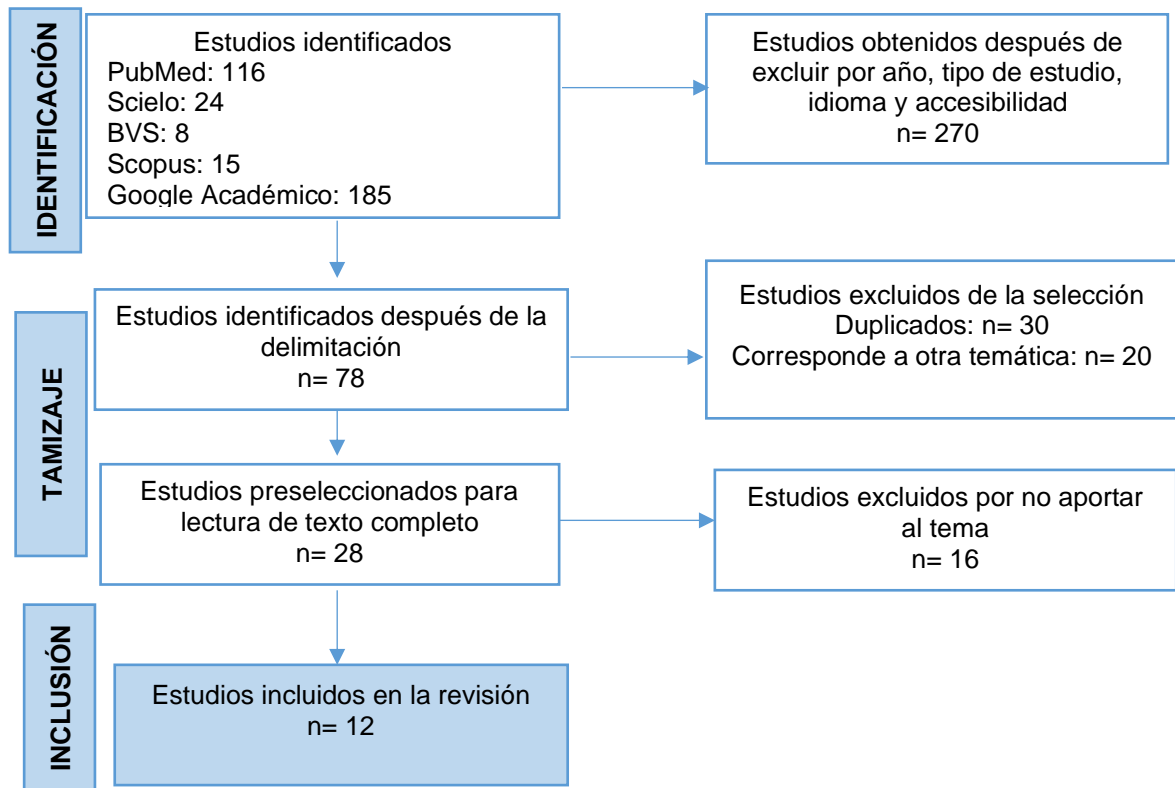 IDENTIFICACIÓN
Estudios identificados
PubMed: 116
Scielo: 24
BVS: 8
Scopus: 15
Google Académico: 185
Estudios obtenidos después de
excluir por año, tipo de estudio,
idioma y accesibilidad
n= 270
TAMIZAJE
Estudios identificados después de la
delimitación
n= 78
Estudios excluidos de la selección
Duplicados: n= 30
Corresponde a otra temática: n= 20
Estudios preseleccionados para
lectura de texto completo
n= 28
Estudios excluidos por no aportar
al tema
n= 16
INCLUSIÓN
Estudios incluidos en la revisión
n= 12